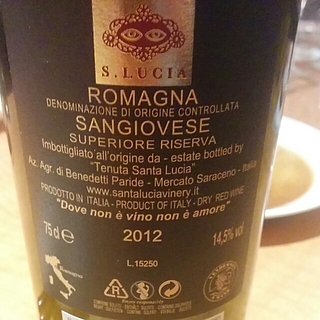 S. LUCIA
ROMAGNA
DENOMINAZIONE DI ORIGINE CONTROLLATA
SANGIOVESE
SUPERIORE RISERVA
Imbottigliato all'origine da - estate bottled by
"Tenuta Santa Lucia"
Az. Agr. di Benedetti Paride - Mercato Saraceno - Italia
www.santaluciavinery.it
PRODOTTO IN ITALIA - PRODUCT OF ITALY - DRY RED WINE
"Dove non è vino non è amore"
75 cl e
2012
14,5% vol
Romagna
L.15250